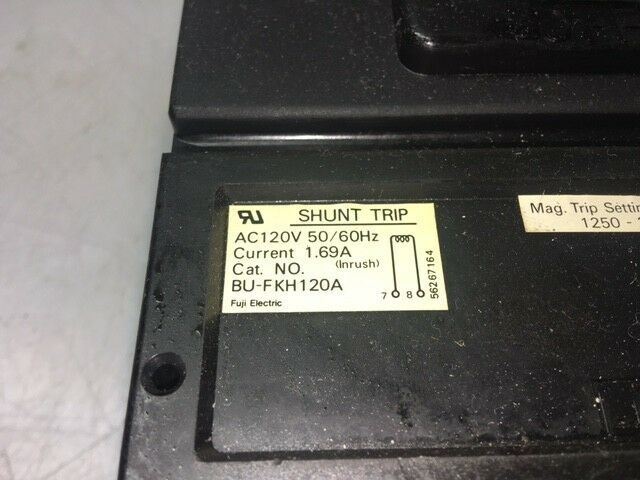 SHUNT TRIP
AC120V 50/60Hz
Current 1.69A
(Inrush)
Cat. NO.
BU-FKH120A
Fuji Electric
7 8
56267164
Mag. Trip
1250 -